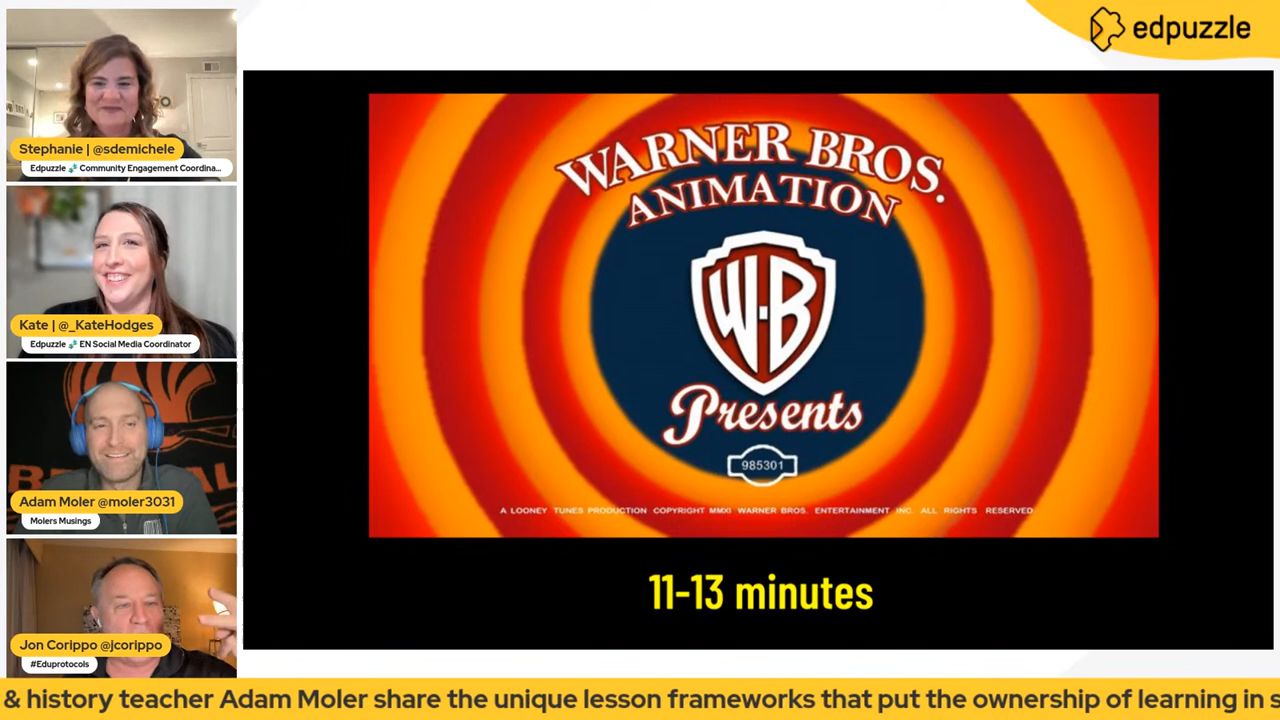 edpuzzle
Stephanie | @sdemichele
Edpuzzle Community Engagement Coordina...
Kate | @_KateHodges
Edpuzzle EN Social Media Coordinator
Adam Moler @moler3031
Molers Musings
Jon Corippo @jcorippo
#Eduprotocols
WARNER BROS.
ANIMATION
W-B
Presents
985301
A LOONEY TUNES PRODUCTION COPYRIGHT MMXI WARNER BROS. ENTERTAINMENT INC. ALL RIGHTS RESERVED
11-13 minutes
& history teacher Adam Moler share the unique lesson frameworks that put the ownership of learning in s